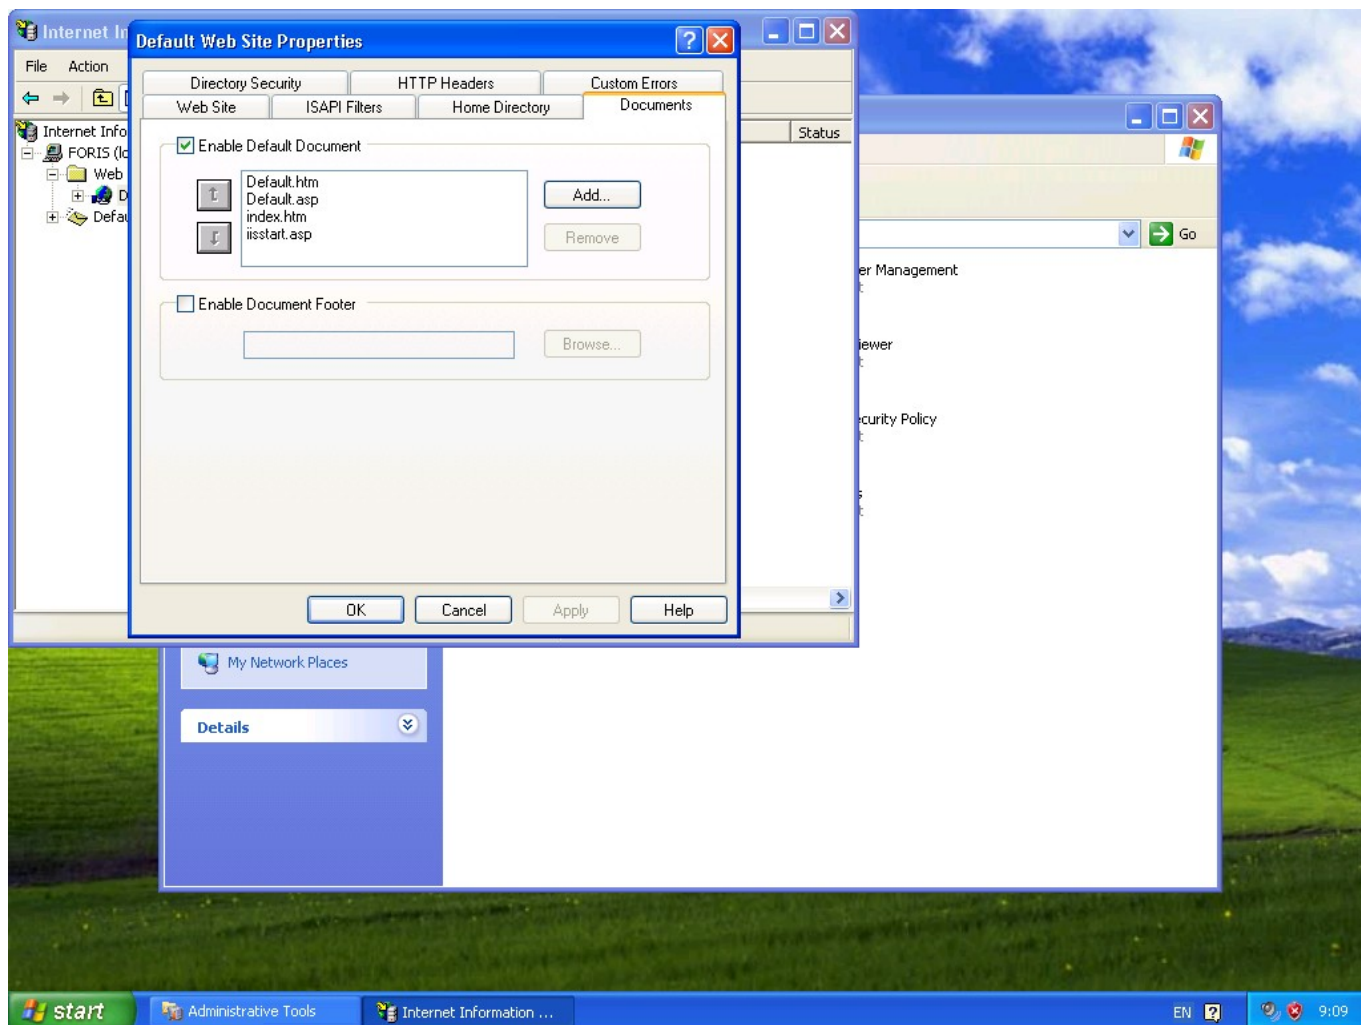 Internet In
Default Web Site Properties
File Action
Directory Security HTTP Headers Custom Errors
Web Site ISAPI Filters Home Directory Documents
Internet Info
Status
Enable Default Document
FORIS (lo
Web
Default.htm
Default.asp
Add...
D
index.htm
Defau
iisstart.asp
Remove
Go
er Management
Enable Document Footer
Browse...
iewer
ecurity Policy
s
OK Cancel Apply Help
My Network Places
Details
start Administrative Tools Internet Information ... EN 9:09